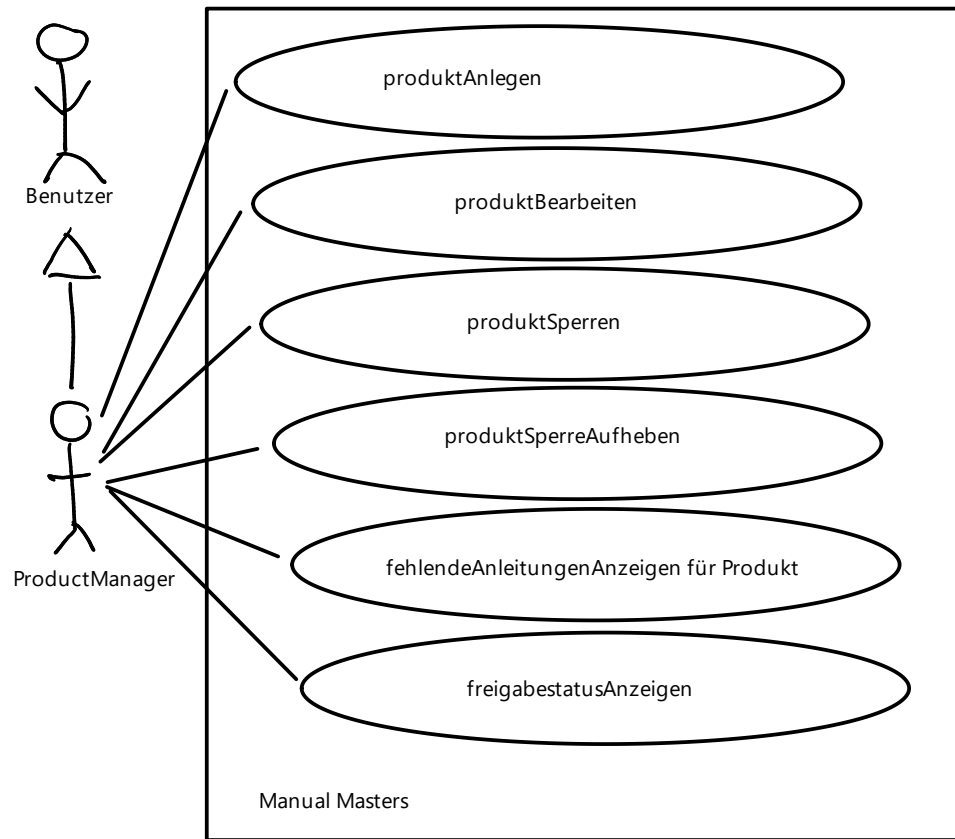 produktAnlegen
Benutzer
produktBearbeiten
produktSperren
produktSperreAufheben
fehlendeAnleitungenAnzeigen für Produkt
ProductManager
freigabestatusAnzeigen
Manual Masters